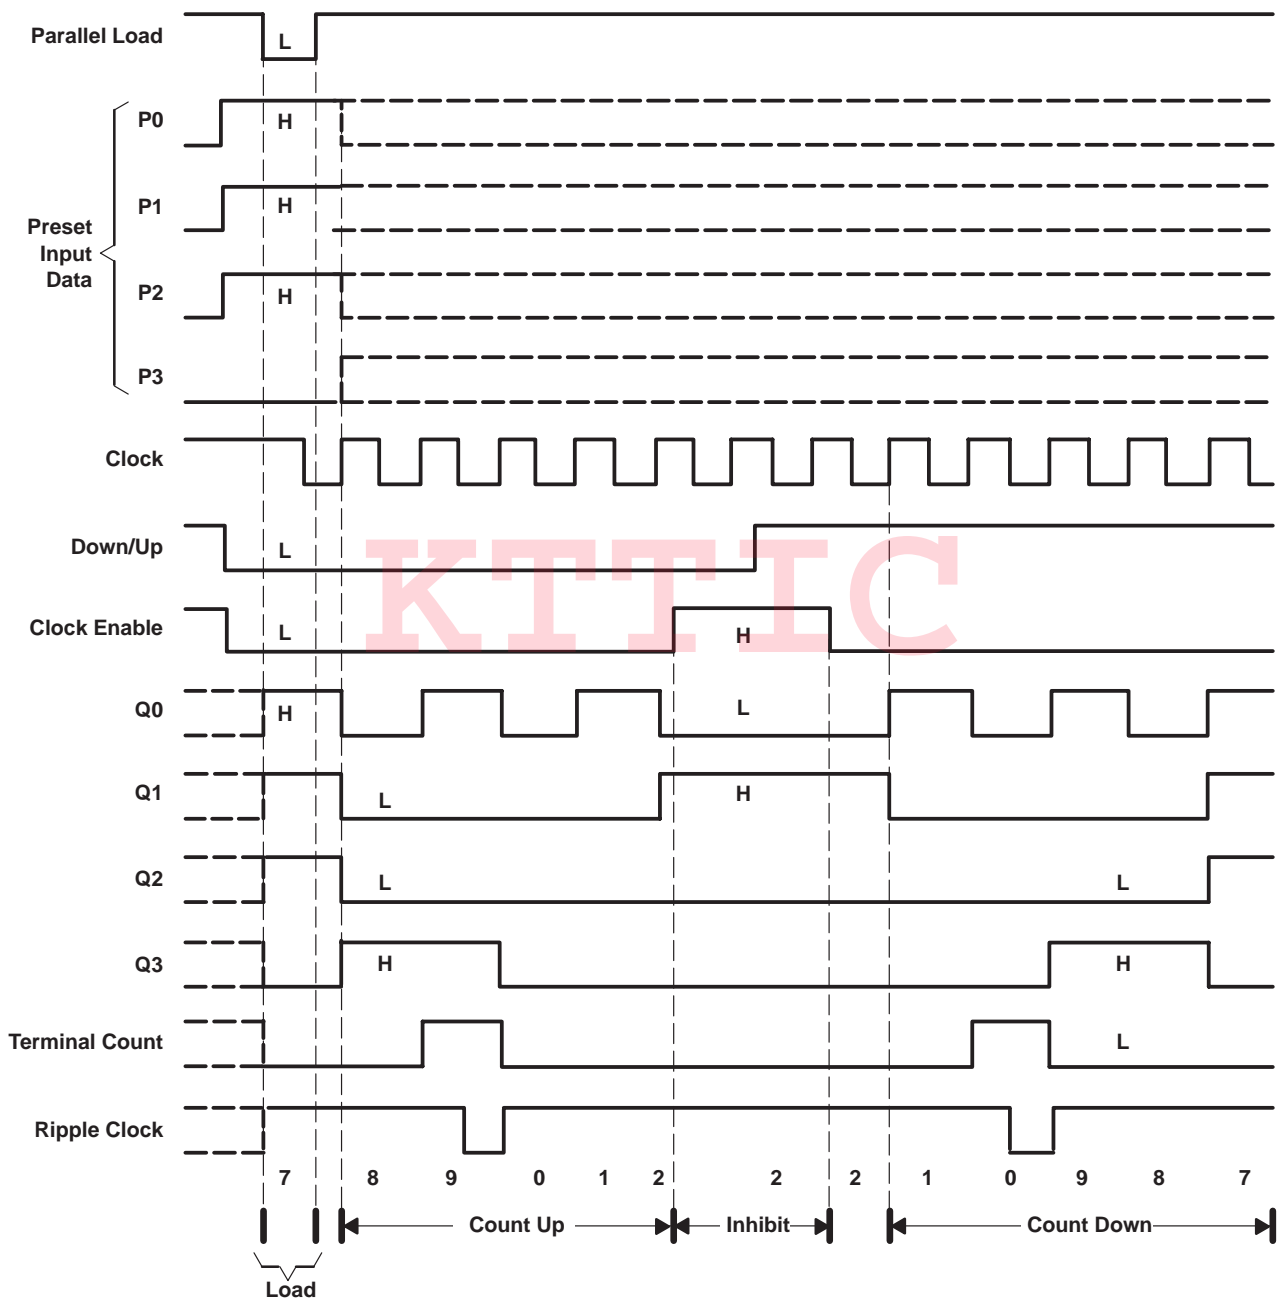 Parallel Load L
P0 H
P1 H
Preset
Input
Data
P2 H
P3
Clock
Down/Up L
Clock Enable L H
KTTIC
Q0 H L
Q1 L H
Q2 L L
Q3 H H
Terminal Count L
Ripple Clock
7 8 9 0 1 2 2 2 1 0 9 8 7
Count Up Inhibit Count Down
Load